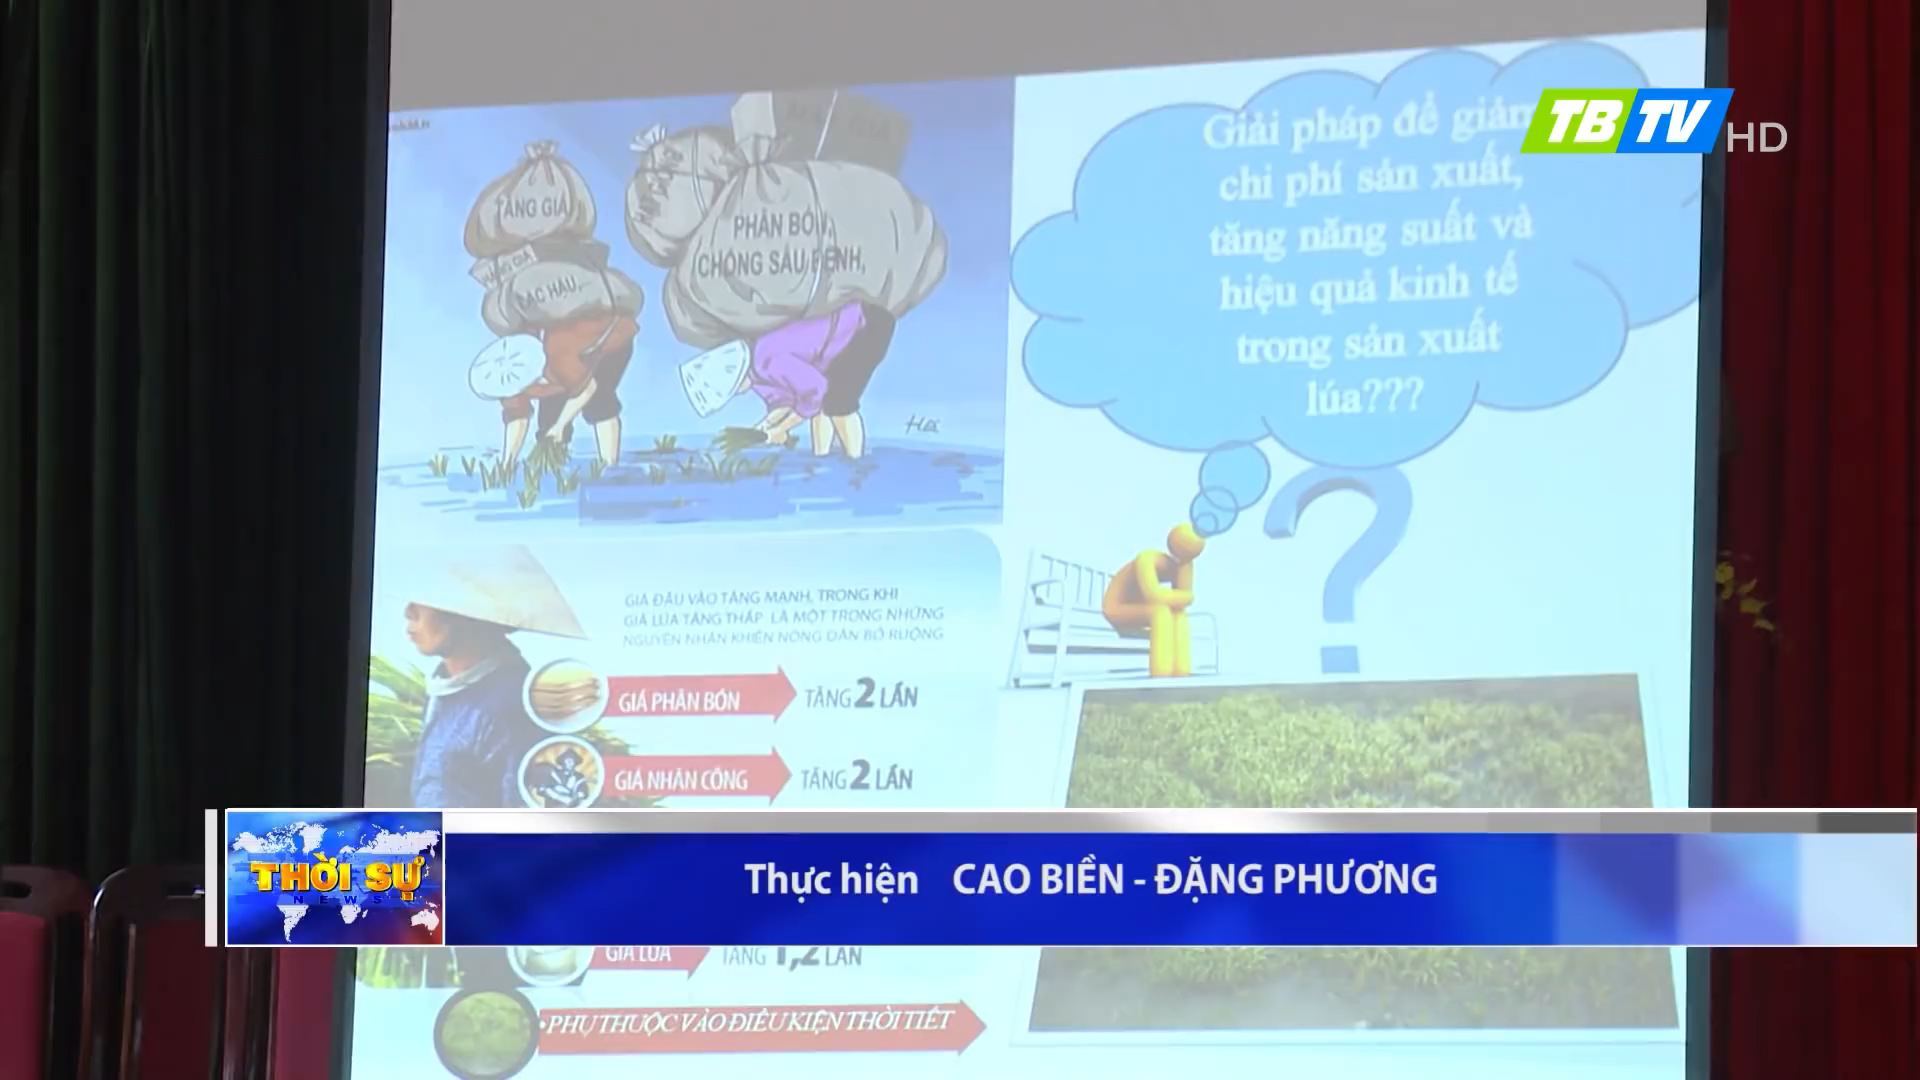 TBTV HD
TĂNG GIÁ
LẠC HẬU,...
PHÂN BÓN,
CHỐNG SÂU BỆNH,
Giải pháp để giảm
chi phí sản xuất,
tăng năng suất và
hiệu quả kinh tế
trong sản xuất
lúa???
GIÁ ĐẦU VÀO TĂNG MẠNH, TRONG KHI
GIÁ LÚA TĂNG THẤP LÀ MỘT TRONG NHỮNG
NGUYÊN NHÂN KHIẾN NÔNG DÂN BỎ RUỘNG
GIÁ PHÂN BÓN TĂNG 2 LẦN
GIÁ NHÂN CÔNG TĂNG 2 LẦN
THỜI SỰ
NEWS
Thực hiện CAO BIỀN - ĐẶNG PHƯƠNG
GIÁ LÚA TĂNG 1,2 LẦN
•PHỤ THUỘC VÀO ĐIỀU KIỆN THỜI TIẾT